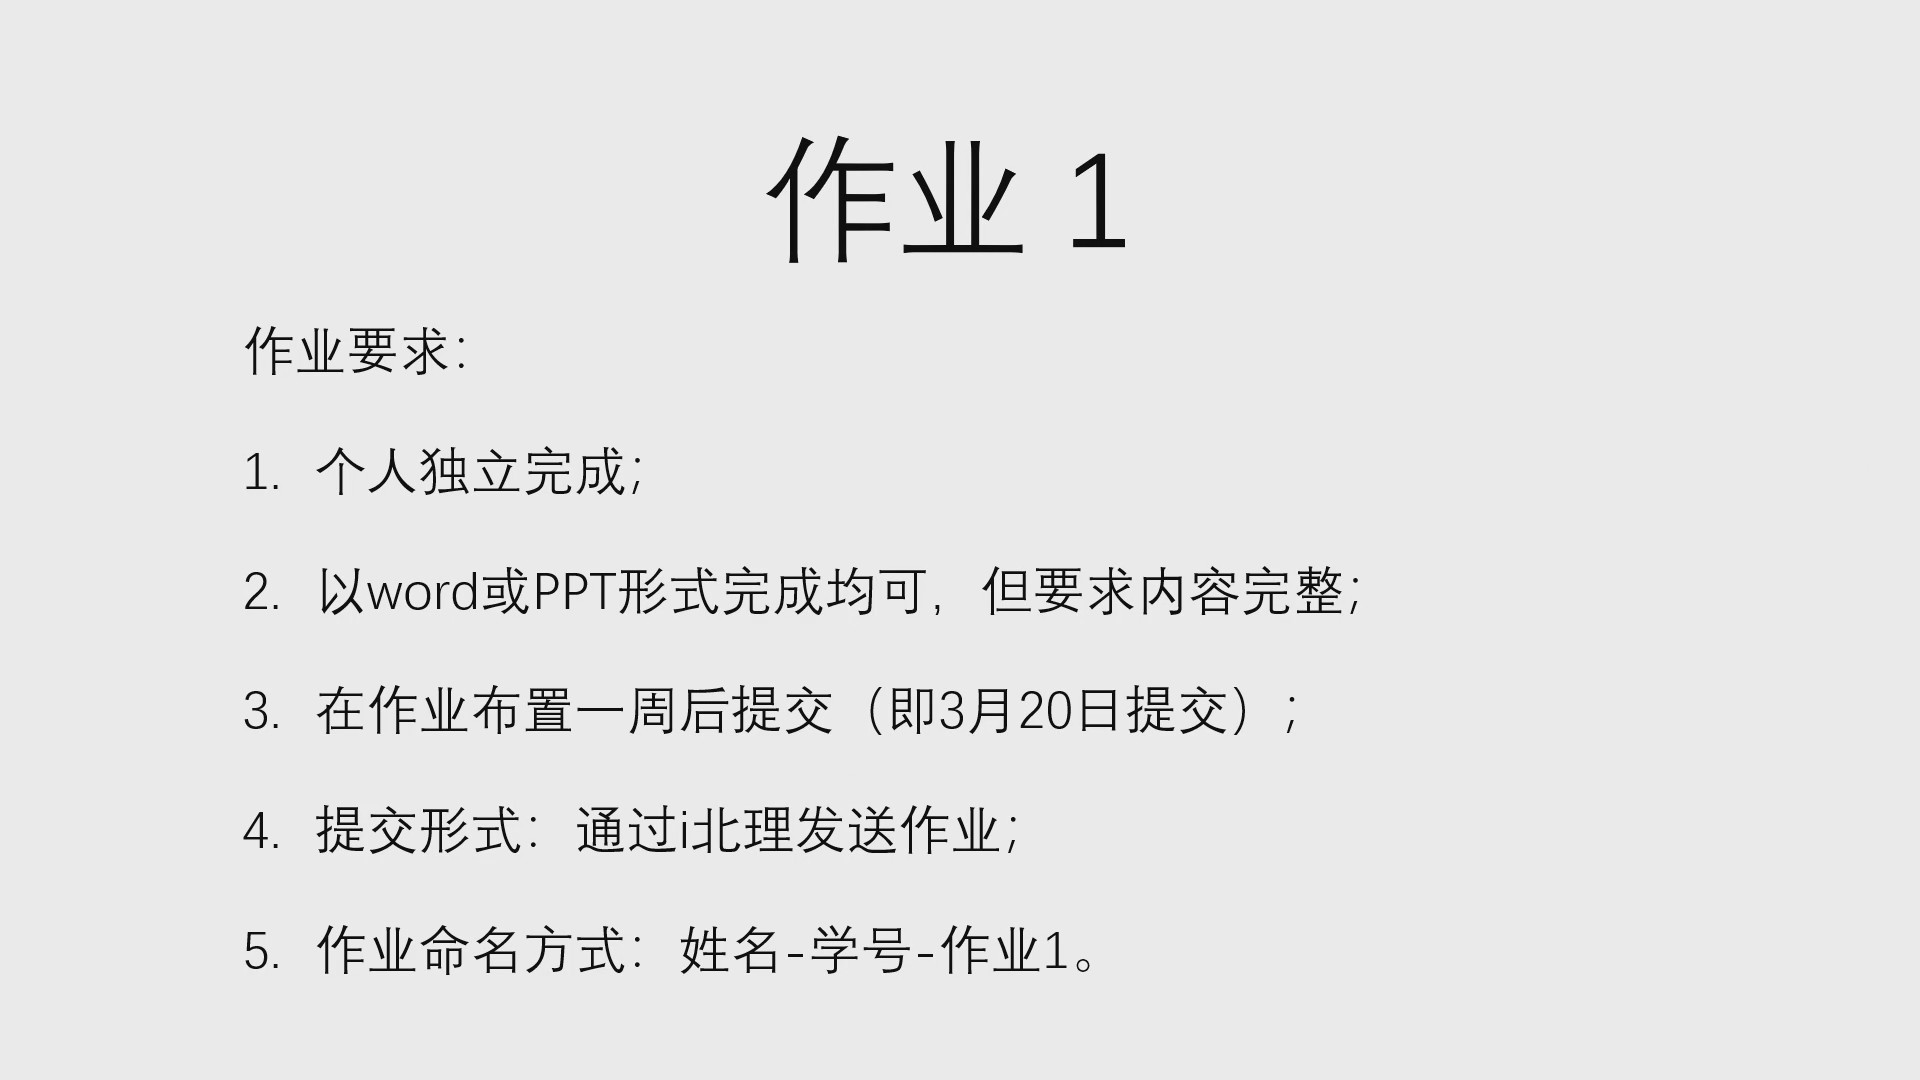 作业 1
作业要求：
1. 个人独立完成；
2. 以word或PPT形式完成均可，但要求内容完整；
3. 在作业布置一周后提交（即3月20日提交）；
4. 提交形式：通过i北理发送作业；
5. 作业命名方式：姓名-学号-作业1。